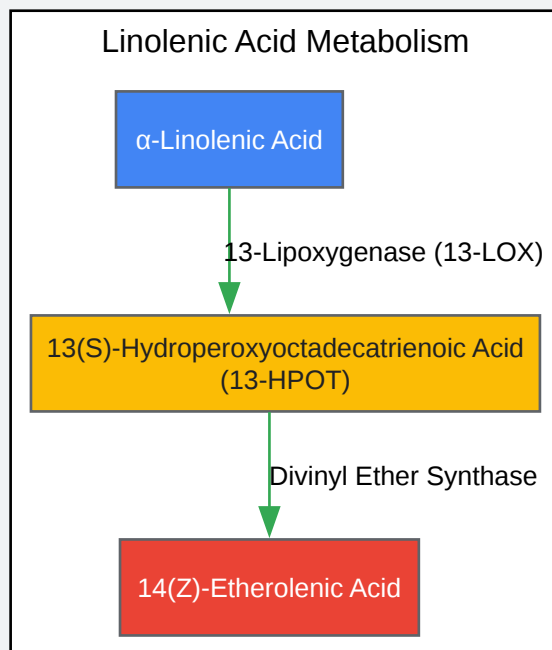 Linolenic Acid Metabolism
α-Linolenic Acid
13-Lipoxygenase (13-LOX)
13(S)-Hydroperoxyoctadecatrienoic Acid
(13-HPOT)
Divinyl Ether Synthase
14(Z)-Etherolenic Acid